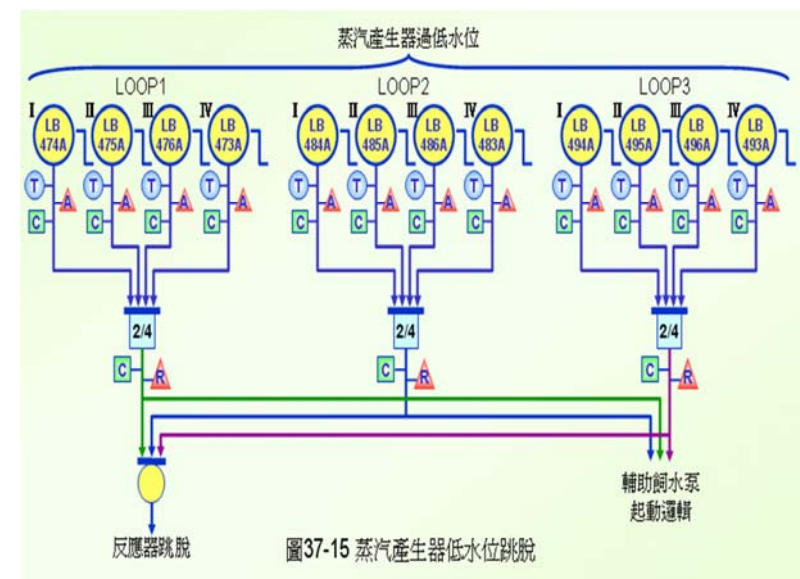 蒸汽產生器過低水位
LOOP1 LOOP2 LOOP3
I II III IV I II III IV I II III IV
LB LB LB LB LB LB LB LB LB LB LB LB
474A 475A 476A 473A 484A 485A 486A 483A 494A 495A 496A 493A
T T T T T T T T T T T T
A A A A A A A A A A A A
C C C C C C C C C C C C
2/4 2/4 2/4
C C C
R R R
輔助飼水泵
起動邏輯
反應器跳脫
圖37-15 蒸汽產生器低水位跳脫